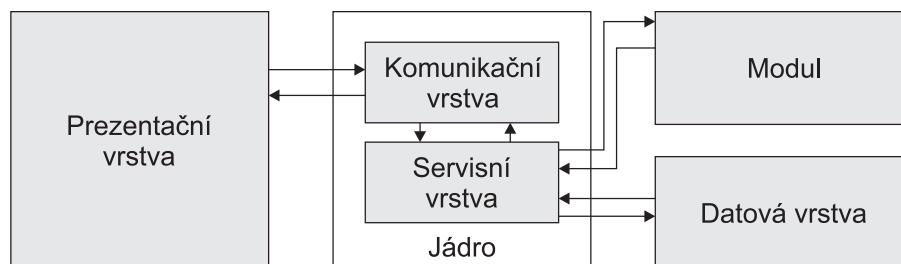 Prezentační
vrstva
Komunikační
vrstva
Servisní
vrstva
Jádro
Modul
Datová vrstva